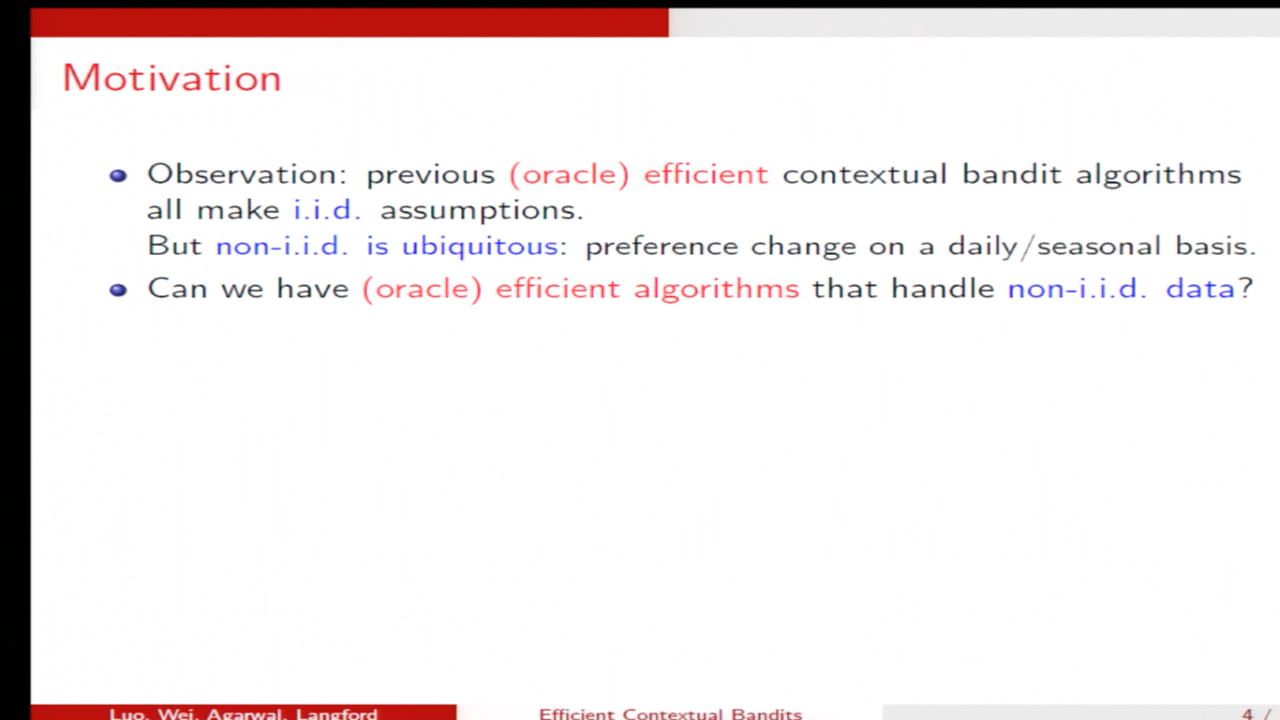 Motivation
Observation: previous (oracle) efficient contextual bandit algorithms
all make i.i.d. assumptions.
But non-i.i.d. is ubiquitous: preference change on a daily/seasonal basis.
Can we have (oracle) efficient algorithms that handle non-i.i.d. data?
Luo, Wei, Agarwal, Langford
Efficient Contextual Bandits
4 /